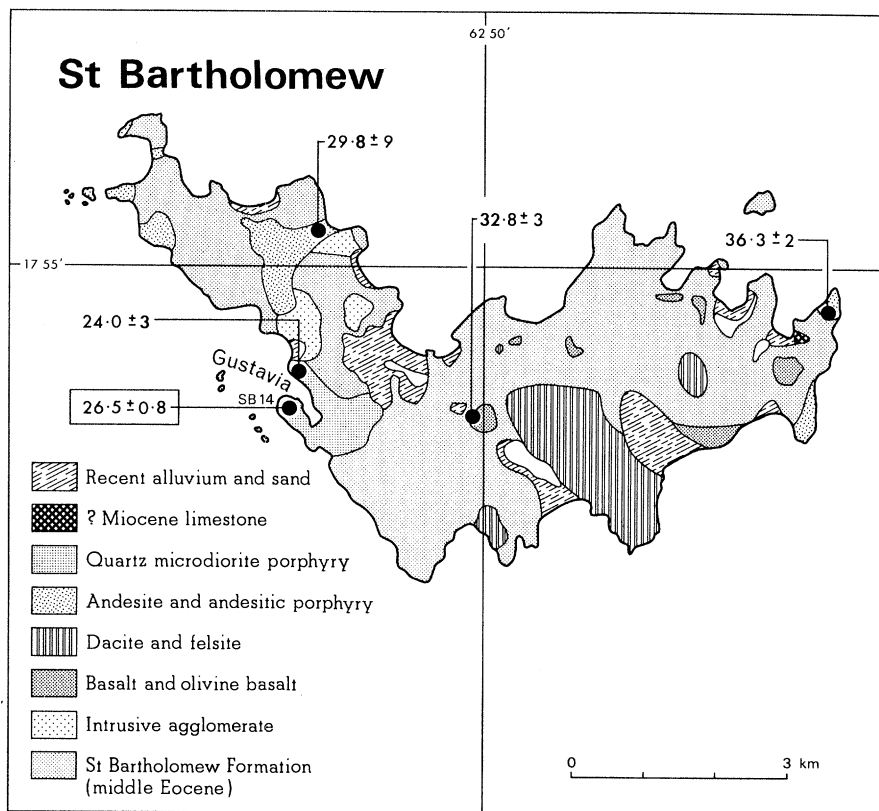 62 50′
St Bartholomew
29·8 ± 9
32·8 ± 3
36·3 ± 2
17 55′
24·0 ± 3
Gustavia
26·5 ± 0·8
SB 14
Recent alluvium and sand
? Miocene limestone
Quartz microdiorite porphyry
Andesite and andesitic porphyry
Dacite and felsite
Basalt and olivine basalt
Intrusive agglomerate
St Bartholomew Formation
(middle Eocene)
0 3 km